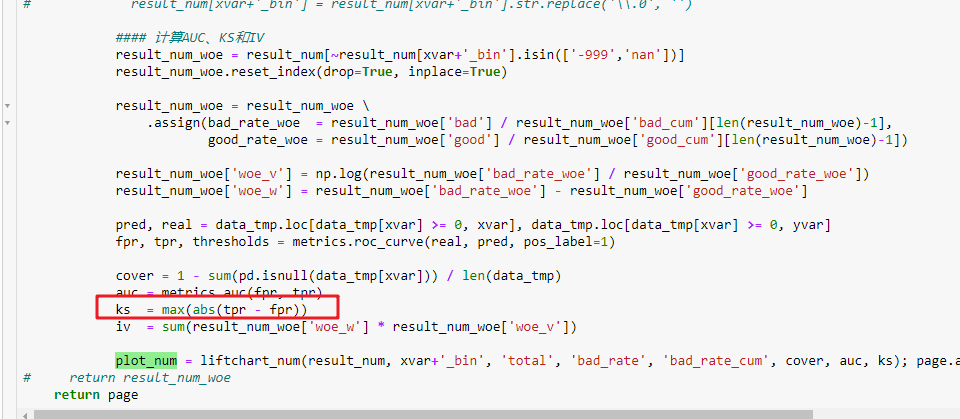 #             result_num[xvar+'_bin'] = result_num[xvar+'_bin'].str.replace('\\.0', '')
#### 计算AUC、KS和IV
result_num_woe = result_num[~result_num[xvar+'_bin'].isin(['-999','nan'])]
result_num_woe.reset_index(drop=True, inplace=True)
result_num_woe = result_num_woe \
.assign(bad_rate_woe  = result_num_woe['bad'] / result_num_woe['bad_cum'][len(result_num_woe)-1],
good_rate_woe = result_num_woe['good'] / result_num_woe['good_cum'][len(result_num_woe)-1])
result_num_woe['woe_v'] = np.log(result_num_woe['bad_rate_woe'] / result_num_woe['good_rate_woe'])
result_num_woe['woe_w'] = result_num_woe['bad_rate_woe'] - result_num_woe['good_rate_woe']
pred, real = data_tmp.loc[data_tmp[xvar] >= 0, xvar], data_tmp.loc[data_tmp[xvar] >= 0, yvar]
fpr, tpr, thresholds = metrics.roc_curve(real, pred, pos_label=1)
cover = 1 - sum(pd.isnull(data_tmp[xvar])) / len(data_tmp)
auc = metrics.auc(fpr, tpr)
ks  = max(abs(tpr - fpr))
iv  = sum(result_num_woe['woe_w'] * result_num_woe['woe_v'])
plot_num = liftchart_num(result_num, xvar+'_bin', 'total', 'bad_rate', 'bad_rate_cum', cover, auc, ks); page.a
#     return result_num_woe
return page